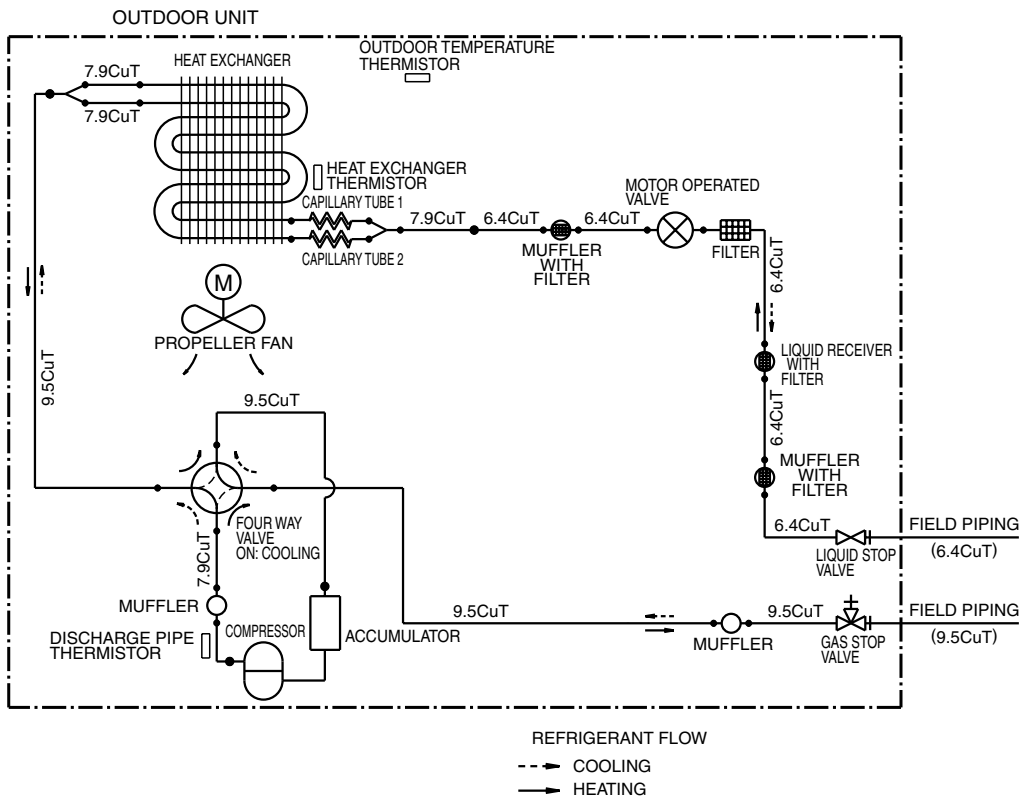 OUTDOOR UNIT
OUTDOOR TEMPERATURE
THERMISTOR
HEAT EXCHANGER
7.9CuT
7.9CuT
HEAT EXCHANGER
THERMISTOR
CAPILLARY TUBE 1
CAPILLARY TUBE 2
7.9CuT
6.4CuT
6.4CuT
MUFFLER
WITH
FILTER
MOTOR OPERATED
VALVE
FILTER
6.4CuT
LIQUID RECEIVER
WITH
FILTER
6.4CuT
MUFFLER
WITH
FILTER
6.4CuT
LIQUID STOP
VALVE
FIELD PIPING
(6.4CuT)
M
PROPELLER FAN
9.5CuT
9.5CuT
FOUR WAY
VALVE
ON: COOLING
7.9CuT
MUFFLER
DISCHARGE PIPE
THERMISTOR
COMPRESSOR
ACCUMULATOR
9.5CuT
MUFFLER
9.5CuT
GAS STOP
VALVE
FIELD PIPING
(9.5CuT)
REFRIGERANT FLOW
COOLING
HEATING